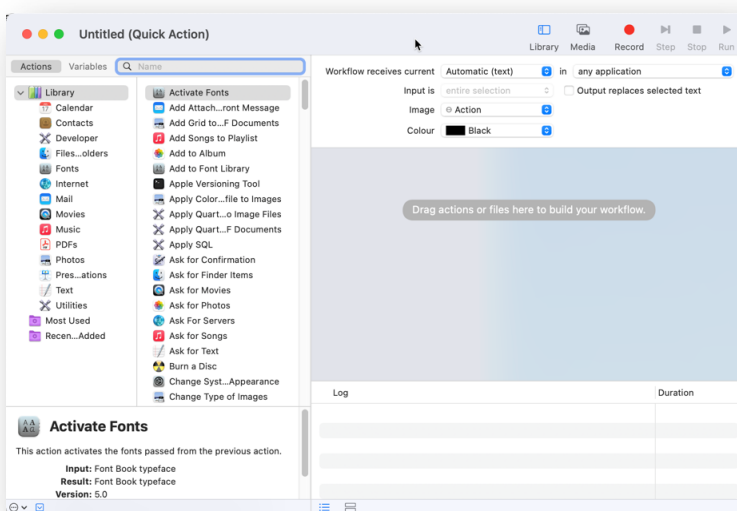 Untitled (Quick Action)
Library
Media
Record
Step
Stop
Run
Actions
Variables
Name
Library
Calendar
Contacts
Developer
Files...olders
Fonts
Internet
Mail
Movies
Music
PDFs
Photos
Pres...ations
Text
Utilities
Most Used
Recen...Added
Activate Fonts
Add Attach...ront Message
Add Grid to...F Documents
Add Songs to Playlist
Add to Album
Add to Font Library
Apple Versioning Tool
Apply Color...file to Images
Apply Quart...o Image Files
Apply Quart...F Documents
Apply SQL
Ask for Confirmation
Ask for Finder Items
Ask for Movies
Ask for Photos
Ask For Servers
Ask for Songs
Ask for Text
Burn a Disc
Change Syst...Appearance
Change Type of Images
Workflow receives current Automatic (text) in any application
Input is entire selection Output replaces selected text
Image Action
Colour Black
Drag actions or files here to build your workflow.
Log
Duration
Activate Fonts
This action activates the fonts passed from the previous action.
Input: Font Book typeface
Result: Font Book typeface
Version: 5.0